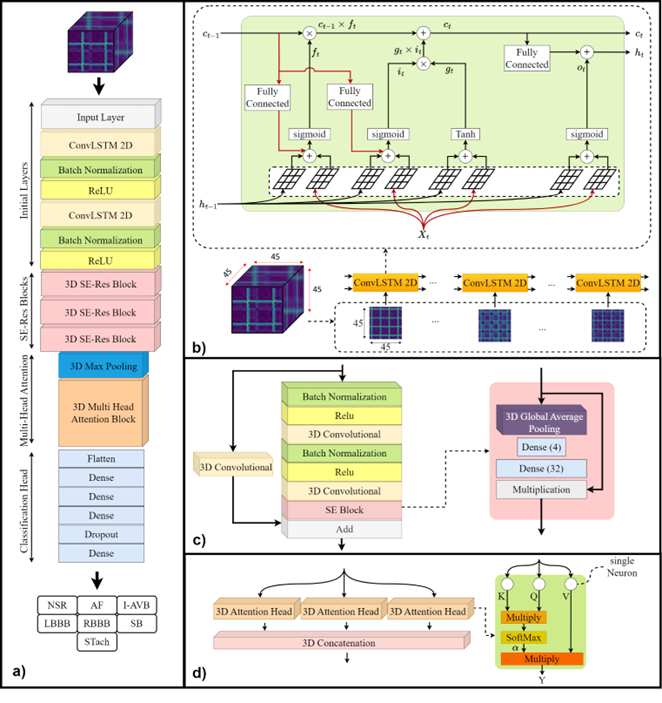 Input Layer
ConvLSTM 2D
Batch Normalization
ReLU
ConvLSTM 2D
Batch Normalization
ReLU
3D SE-Res Block
3D SE-Res Block
3D SE-Res Block
3D Max Pooling
3D Multi Head
Attention Block
Flatten
Dense
Dense
Dense
Dropout
Dense
Initial Layers
SE-Res Blocks
Multi-Head Attention
Classification Head
NSR AF I-AVB
LBBB RBBB SB
STach
a)
c_{t-1}
c_{t-1} × f_t
c_t
c_t
h_t
f_t
g_t × i_t
i_t
g_t
o_t
×
+
×
+
Fully
Connected
Fully
Connected
Fully
Connected
sigmoid
sigmoid
Tanh
sigmoid
+
+
+
+
h_{t-1}
X_t
45
45
45
ConvLSTM 2D
...
ConvLSTM 2D
...
ConvLSTM 2D
45
45
...
...
b)
Batch Normalization
Relu
3D Convolutional
Batch Normalization
Relu
3D Convolutional
SE Block
Add
3D Convolutional
3D Global Average
Pooling
Dense (4)
Dense (32)
Multiplication
c)
3D Attention Head
3D Attention Head
3D Attention Head
3D Concatenation
single
Neuron
K
Q
V
Multiply
SoftMax
α
Multiply
Y
d)